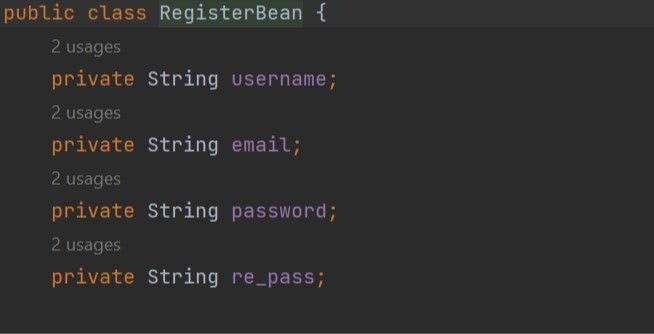 public class RegisterBean {
2 usages
private String username;
2 usages
private String email;
2 usages
private String password;
2 usages
private String re_pass;